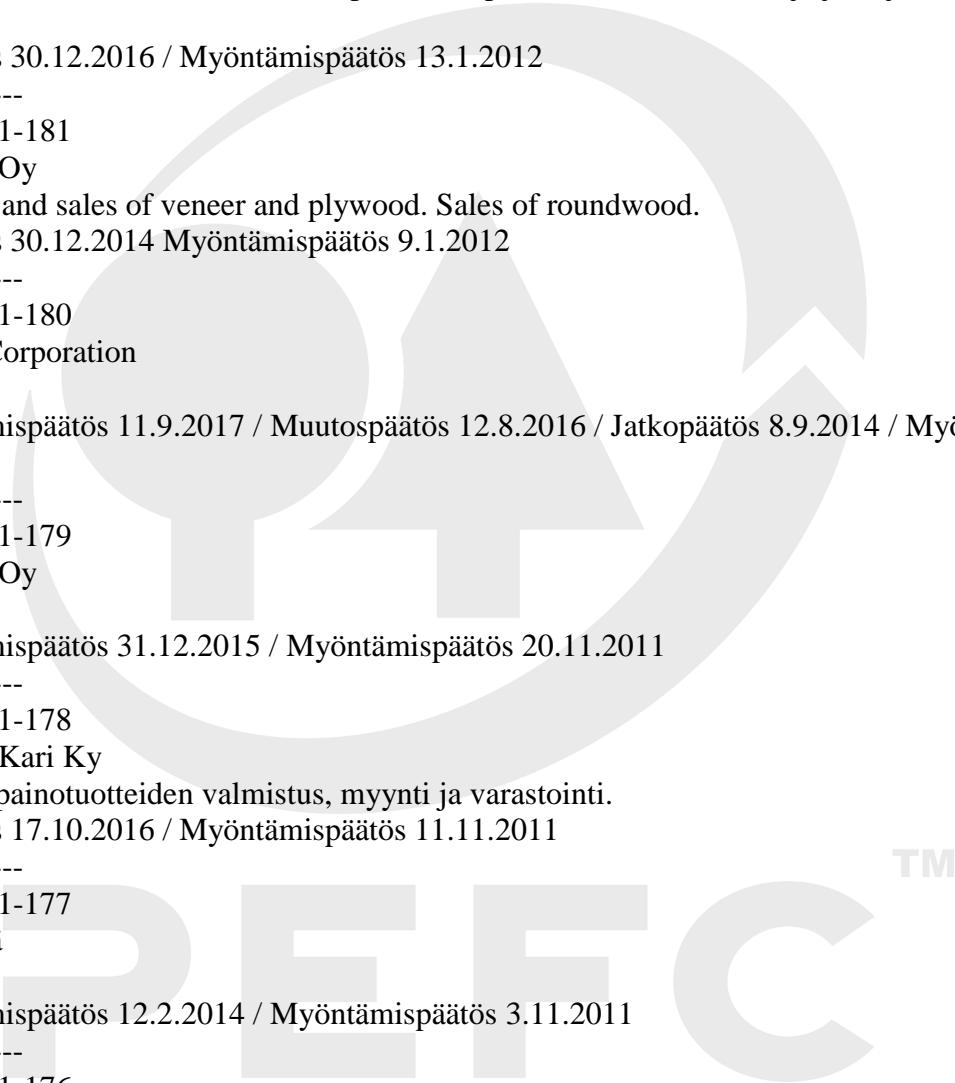 30.12.2016 / Myöntämispäätös 13.1.2012
---
1-181
Oy
and sales of veneer and plywood. Sales of roundwood.
30.12.2014 Myöntämispäätös 9.1.2012
---
1-180
Corporation
11.9.2017 / Muutospäätös 12.8.2016 / Jatkopäätös 8.9.2014 /
---
1-179
Oy
31.12.2015 / Myöntämispäätös 20.11.2011
---
1-178
Kari Ky
painotuotteiden valmistus, myynti ja varastointi.
17.10.2016 / Myöntämispäätös 11.11.2011
---
1-177
12.2.2014 / Myöntämispäätös 3.11.2011
---
PEFC TM